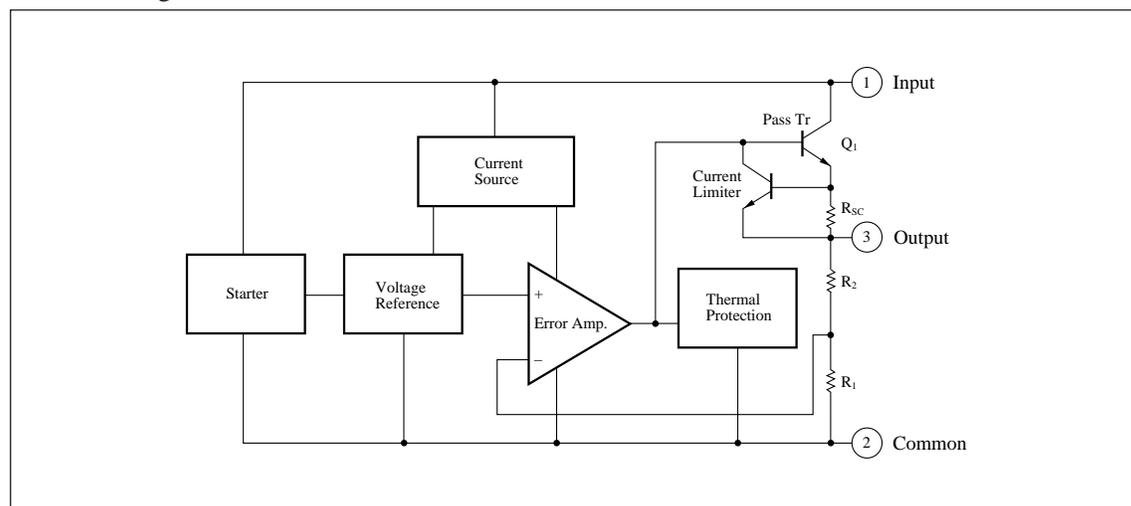 1 Input
Pass Tr
Q1
Current
Source
Current
Limiter
RSC
3 Output
Starter
Voltage
Reference
+
Error Amp.
–
Thermal
Protection
R2
R1
2 Common